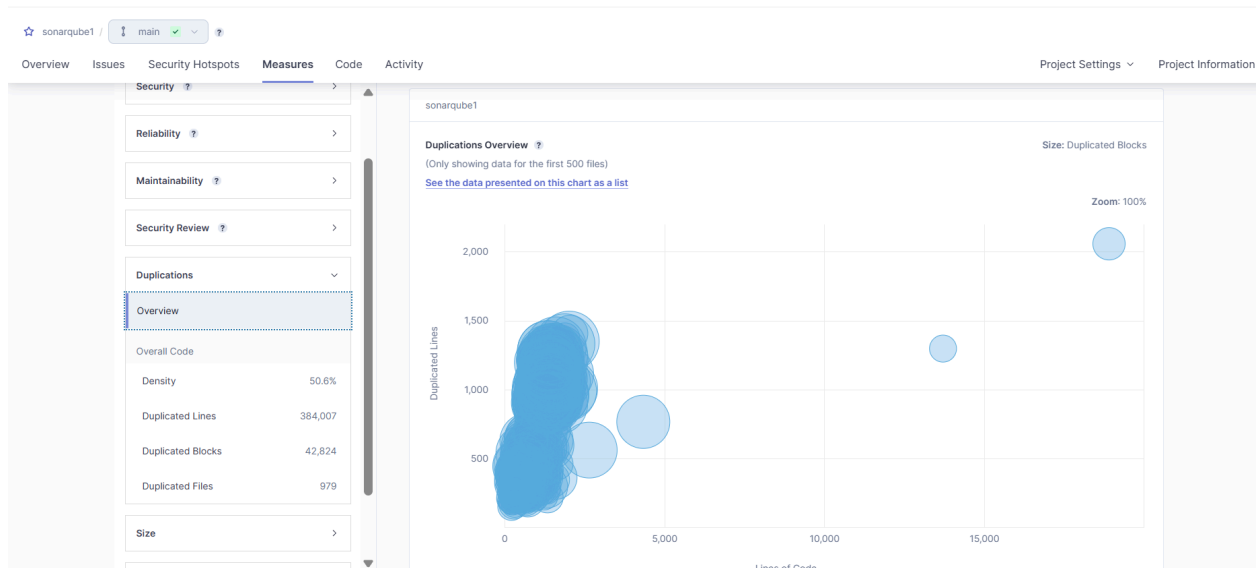 sonarqube1 / main ?
Overview Issues Security Hotspots Measures Code Activity Project Settings Project Information
Security ?
Reliability ?
Maintainability ?
Security Review ?
Duplications
Overview
Overall Code
Density 50.6%
Duplicated Lines 384,007
Duplicated Blocks 42,824
Duplicated Files 979
Size
sonarqube1
Duplications Overview ? Size: Duplicated Blocks
(Only showing data for the first 500 files)
See the data presented on this chart as a list
Zoom: 100%
Duplicated Lines
2,000
1,500
1,000
500
0 5,000 10,000 15,000
Lines of Code